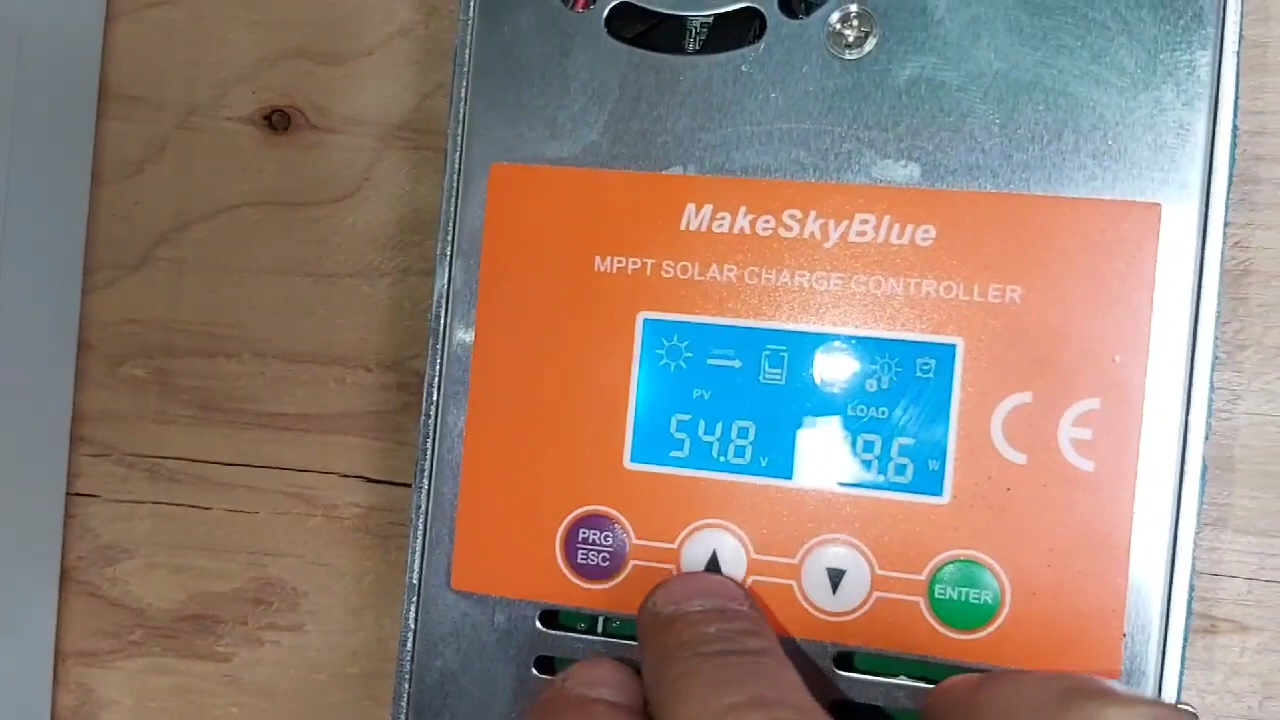 MakeSkyBlue
MPPT SOLAR CHARGE CONTROLLER
PV
LOAD
54.8 V
9.6 W
CE
PRG
ESC
ENTER